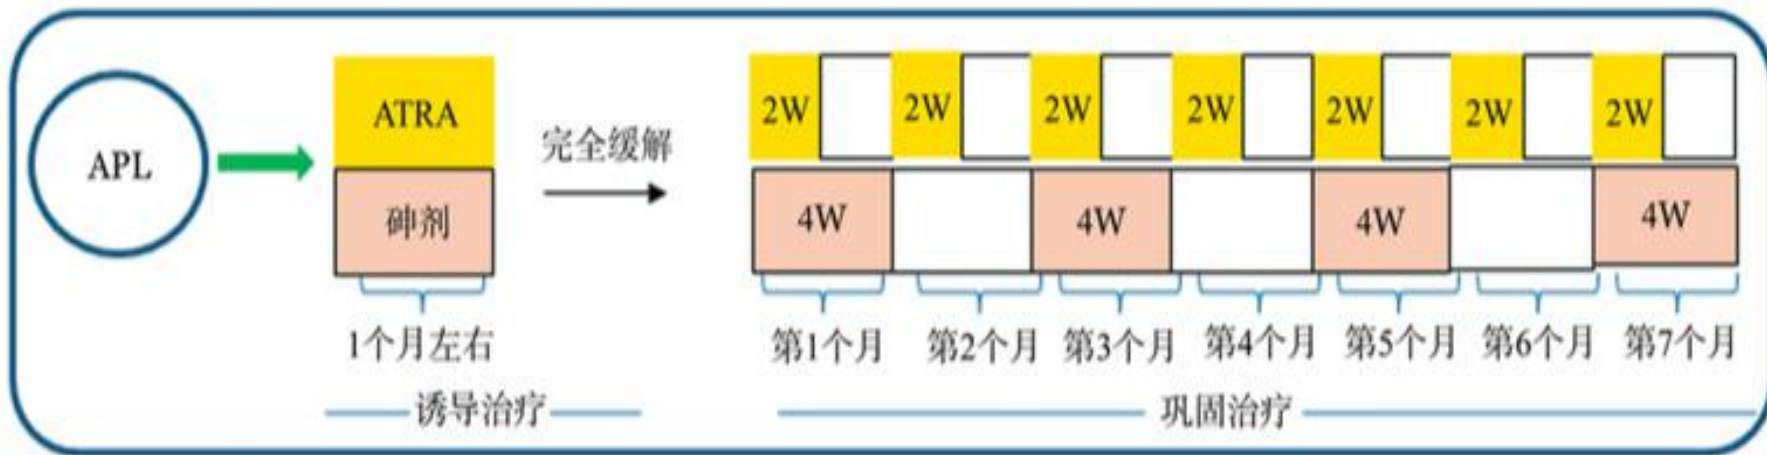 APL
ATRA
砷剂
完全缓解
2W 2W 2W 2W 2W 2W 2W
4W 4W 4W 4W
1个月左右
第1个月 第2个月 第3个月 第4个月 第5个月 第6个月 第7个月
诱导治疗
巩固治疗